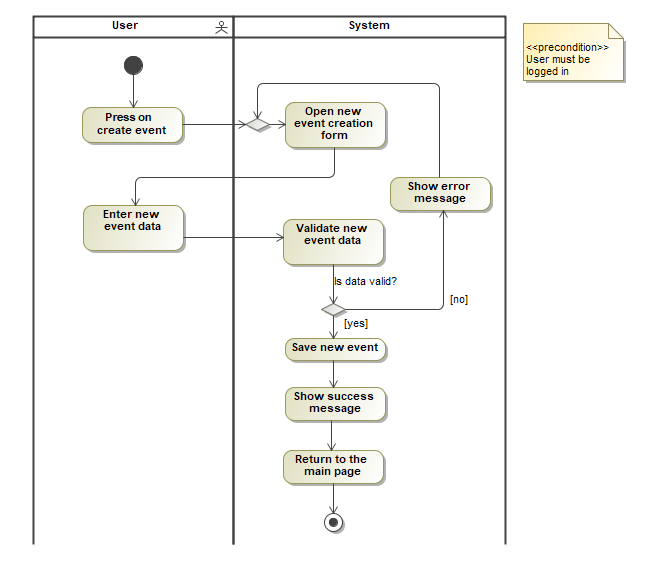 User
System
<<precondition>>
User must be
logged in
Press on
create event
Open new
event creation
form
Show error
message
Enter new
event data
Validate new
event data
Is data valid?
[no]
[yes]
Save new event
Show success
message
Return to the
main page